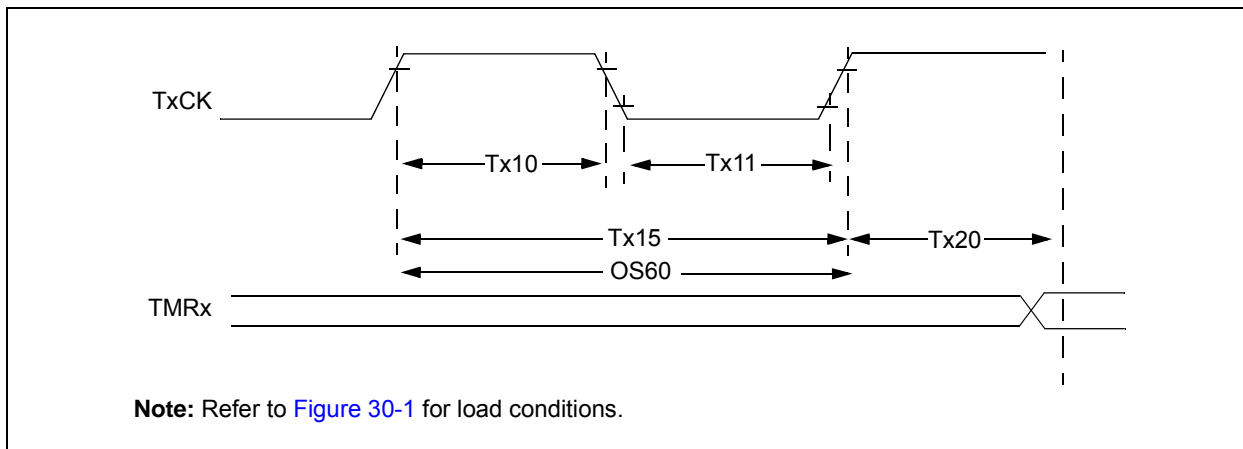 TxCK
Tx10
Tx11
Tx15
Tx20
OS60
TMRx
Note: Refer to Figure 30-1 for load conditions.